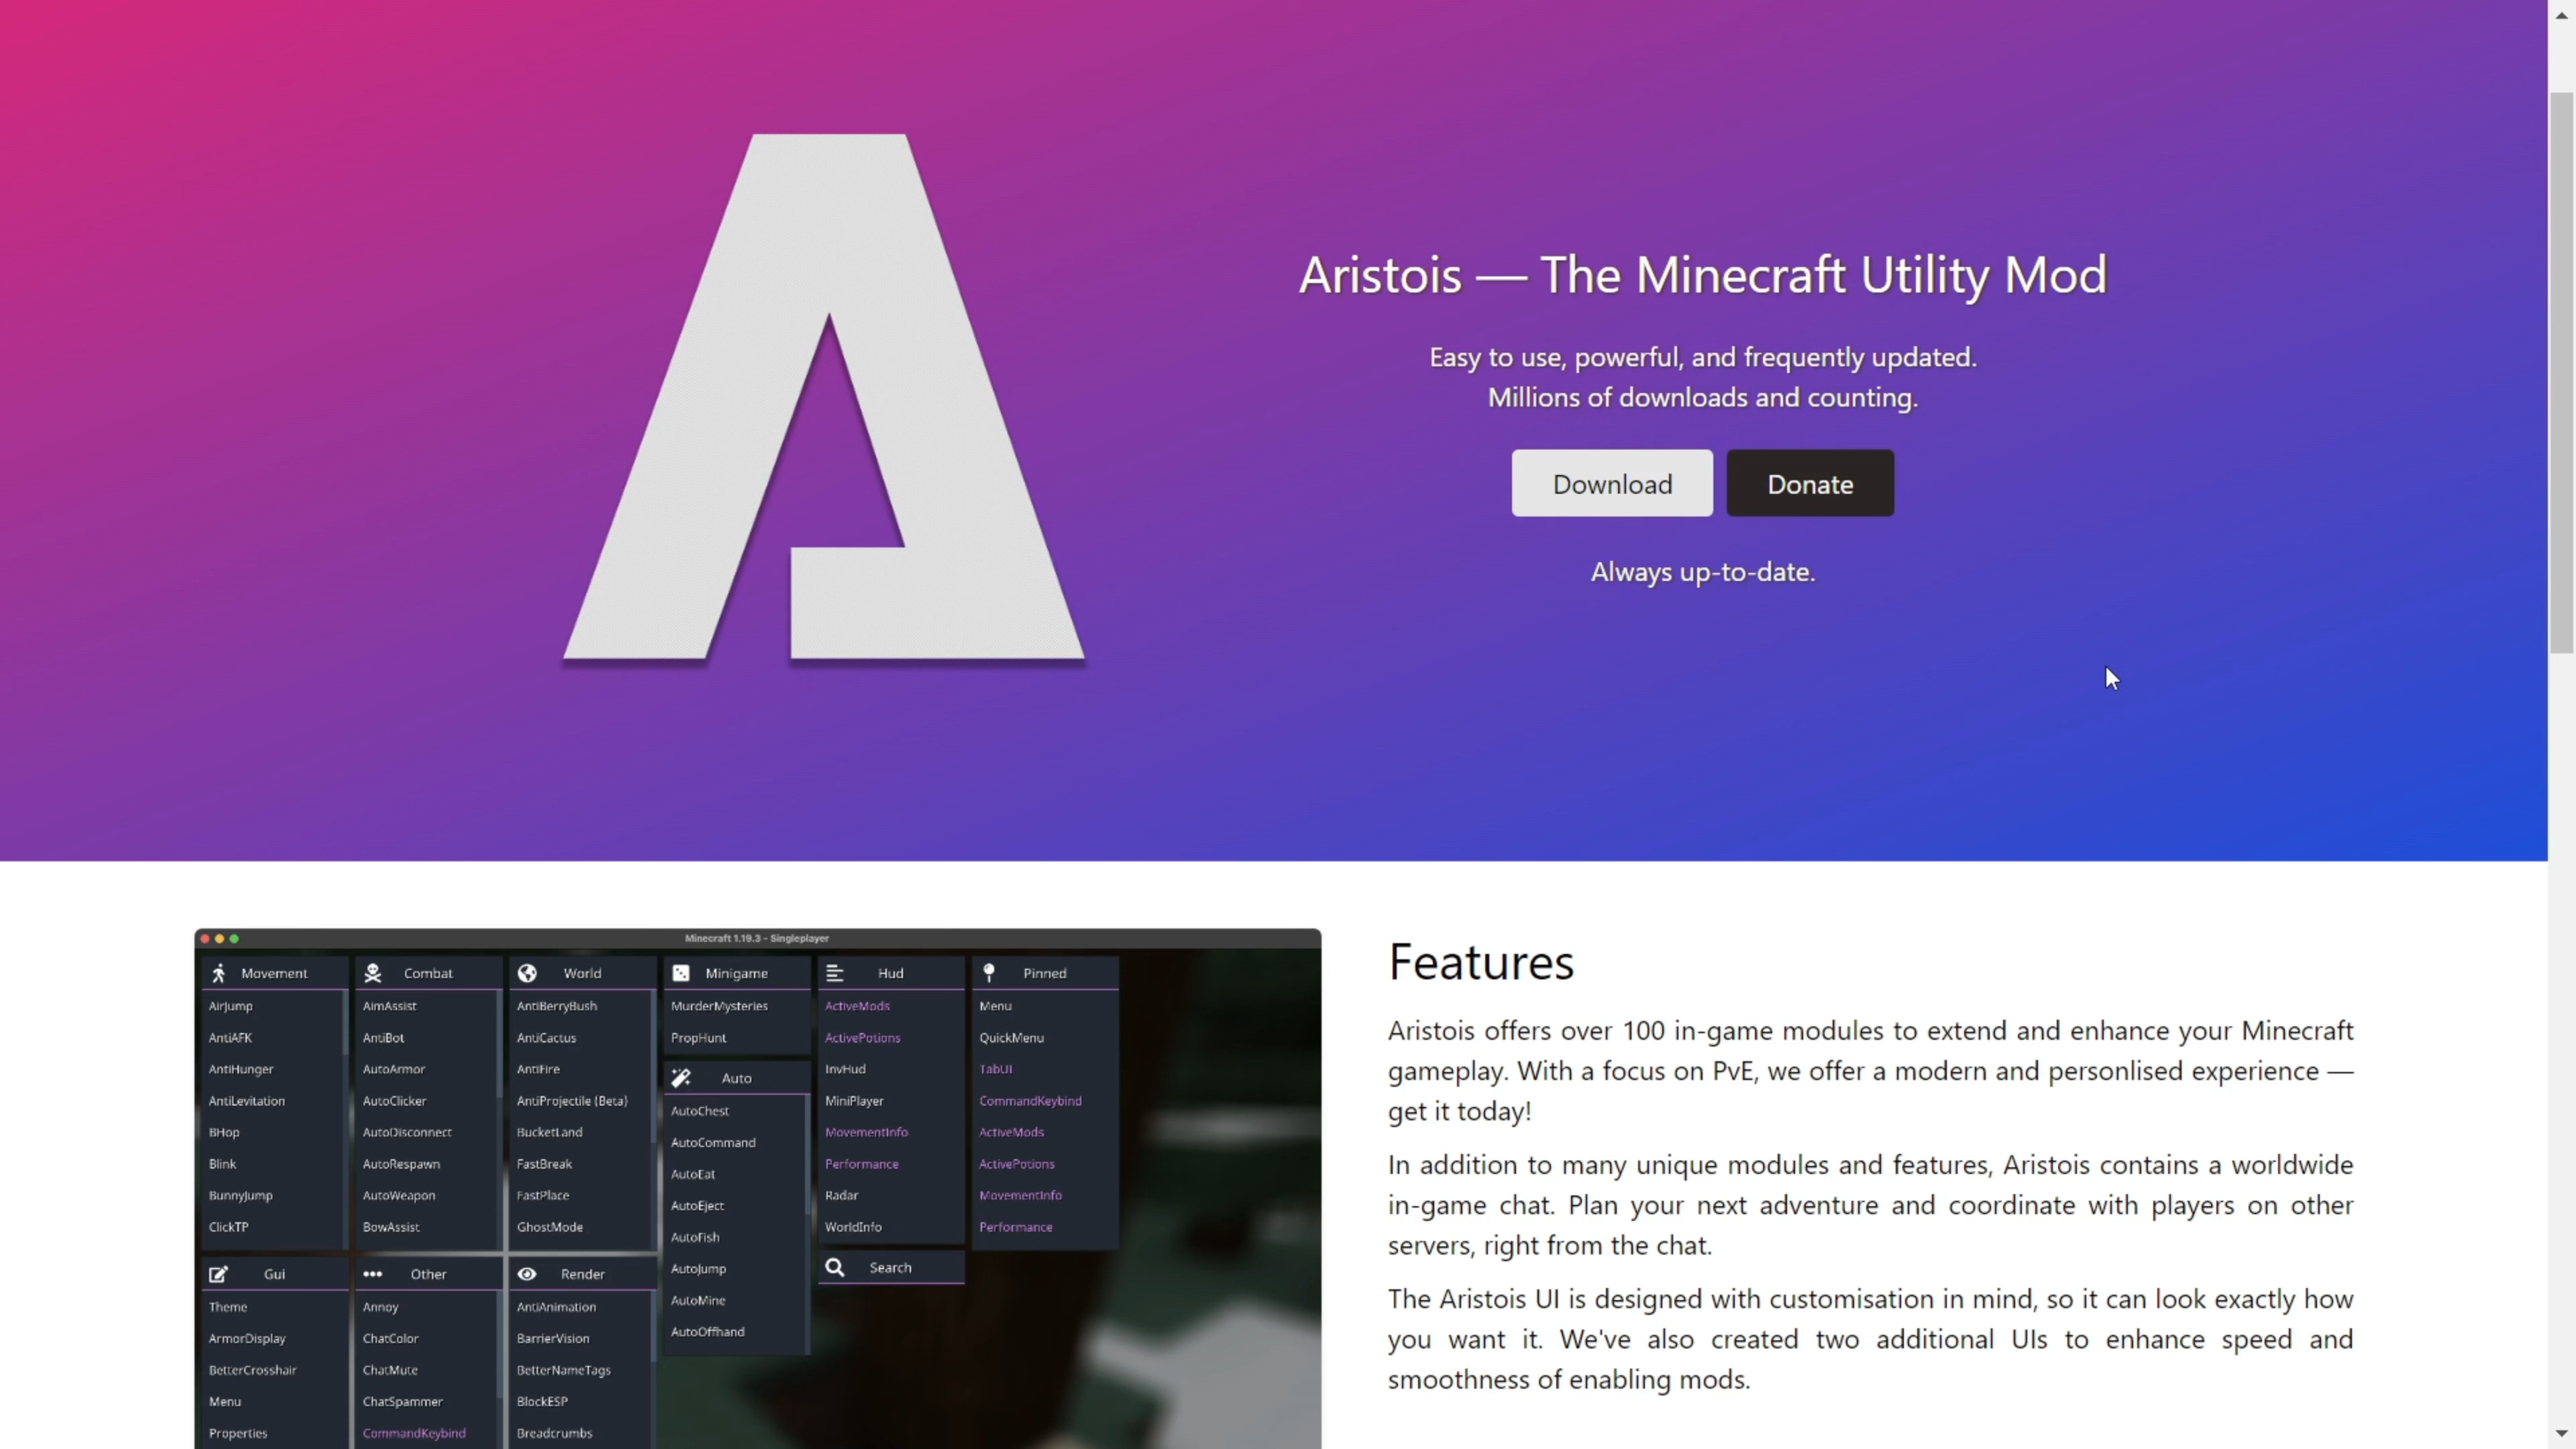 Aristois — The Minecraft Utility Mod
Easy to use, powerful, and frequently updated.
Millions of downloads and counting.
Download
Donate
Always up-to-date.
Minecraft 1.19.3 - Singleplayer
Movement
AirJump
AntiAFK
AntiHunger
AntiLevitation
BHop
Blink
BunnyJump
ClickTP
Combat
AimAssist
AntiBot
AutoArmor
AutoClicker
AutoDisconnect
AutoRespawn
AutoWeapon
BowAssist
World
AntiBerryBush
AntiCactus
AntiFire
AntiProjectile (Beta)
BucketLand
FastBreak
FastPlace
GhostMode
Minigame
MurderMysteries
PropHunt
Auto
AutoChest
AutoCommand
AutoEat
AutoEject
AutoFish
AutoJump
AutoMine
AutoOffhand
Hud
ActiveMods
ActivePotions
InvHud
MiniPlayer
MovementInfo
Performance
Radar
WorldInfo
Search
Pinned
Menu
QuickMenu
TabUI
CommandKeybind
ActiveMods
ActivePotions
MovementInfo
Performance
Gui
Theme
ArmorDisplay
BetterCrosshair
Menu
Properties
Other
Annoy
ChatColor
ChatMute
ChatSpammer
CommandKeybind
Render
AntiAnimation
BarrierVision
BetterNameTags
BlockESP
Breadcrumbs
Features
Aristois offers over 100 in-game modules to extend and enhance your Minecraft
gameplay. With a focus on PvE, we offer a modern and personlised experience —
get it today!
In addition to many unique modules and features, Aristois contains a worldwide
in-game chat. Plan your next adventure and coordinate with players on other
servers, right from the chat.
The Aristois UI is designed with customisation in mind, so it can look exactly how
you want it. We've also created two additional UIs to enhance speed and
smoothness of enabling mods.